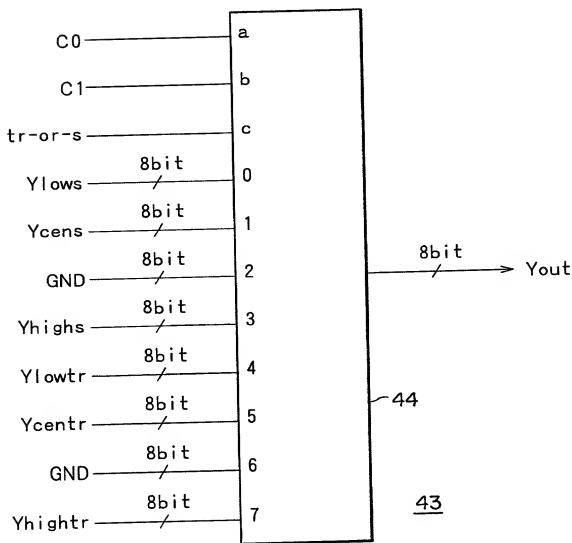 C0 a
C1 b
tr-or-s c
Ylows 8bit 0
Ycens 8bit 1
GND 8bit 2
8bit Yout
Yhighs 8bit 3
Ylowtr 8bit 4
44
Ycentr 8bit 5
GND 8bit 6
43
Yhightr 8bit 7